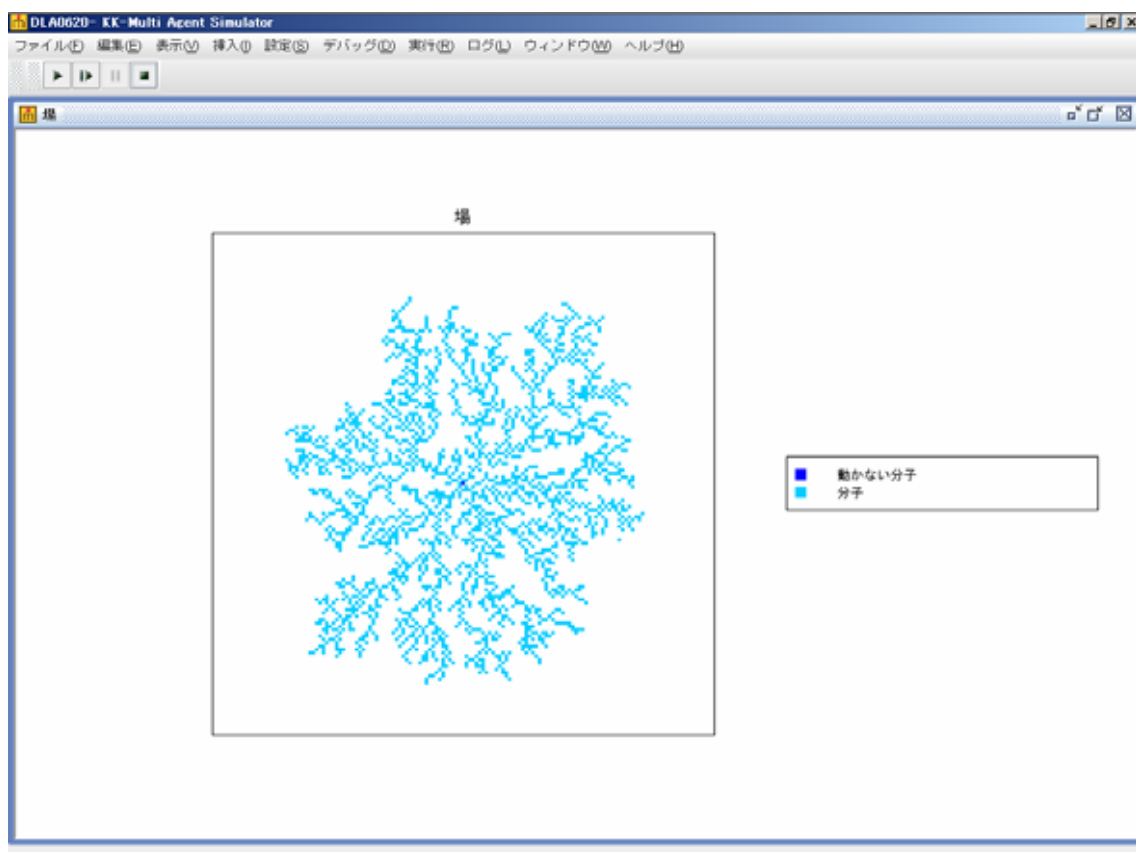 DLA0620- KK-Multi Agent Simulator
ファイル(F) 編集(E) 表示(V) 挿入(I) 設定(S) デバッグ(D) 実行(R) ログ(L) ウィンドウ(W) ヘルプ(H)
場
場
動かない分子
分子